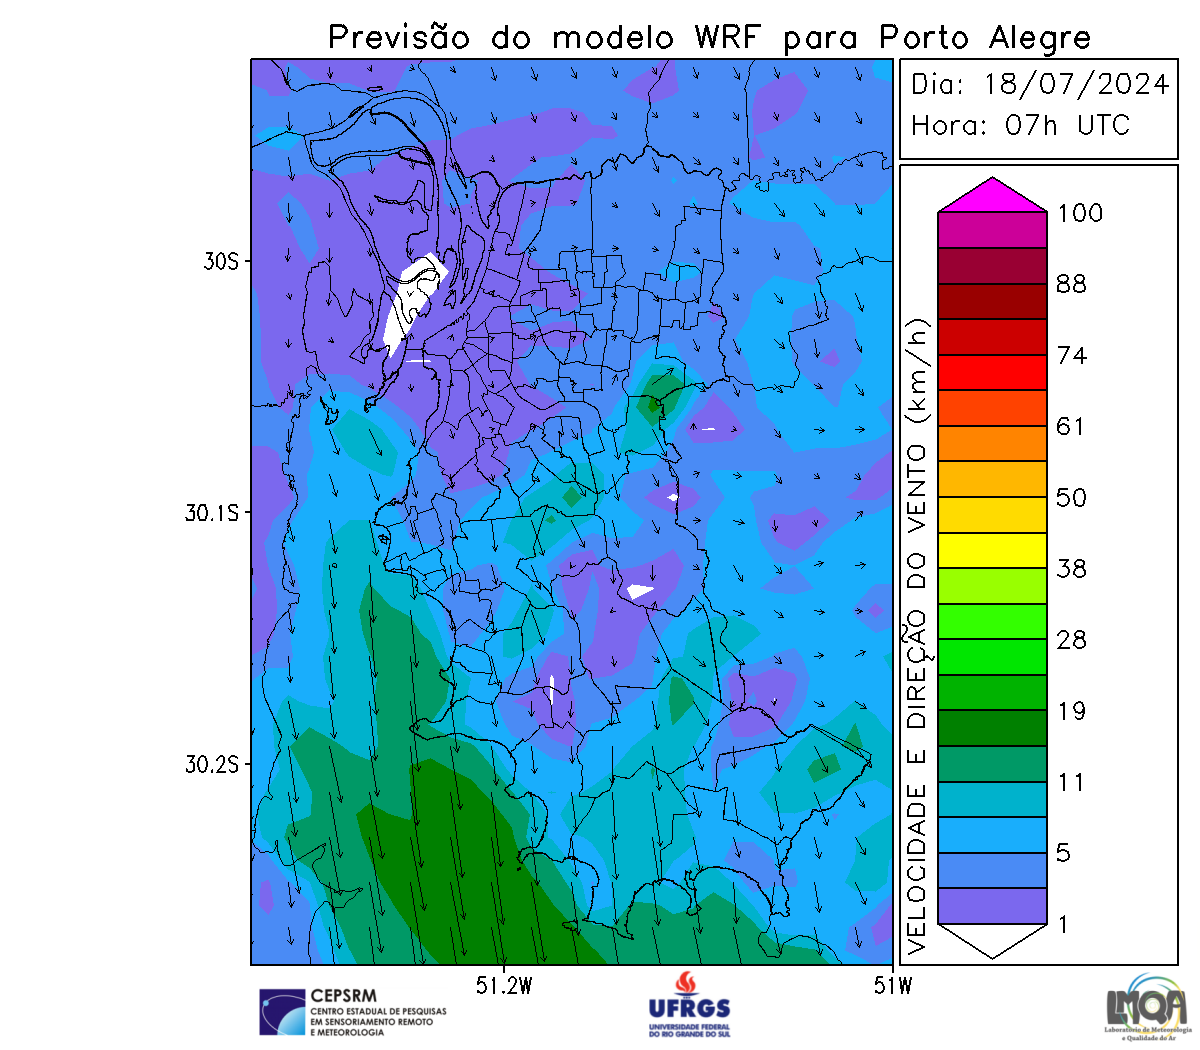 Previsão do modelo WRF para Porto Alegre
Dia: 18/07/2024
Hora: 07h UTC
30S
30.1S
30.2S
51.2W
51W
VELOCIDADE E DIREÇÃO DO VENTO (km/h)
100
88
74
61
50
38
28
19
11
5
1
CEPSRM
CENTRO ESTADUAL DE PESQUISAS
EM SENSORIAMENTO REMOTO
E METEOROLOGIA
UFRGS
UNIVERSIDADE FEDERAL
DO RIO GRANDE DO SUL
LMQA
Laboratório de Meteorologia
e Qualidade do Ar